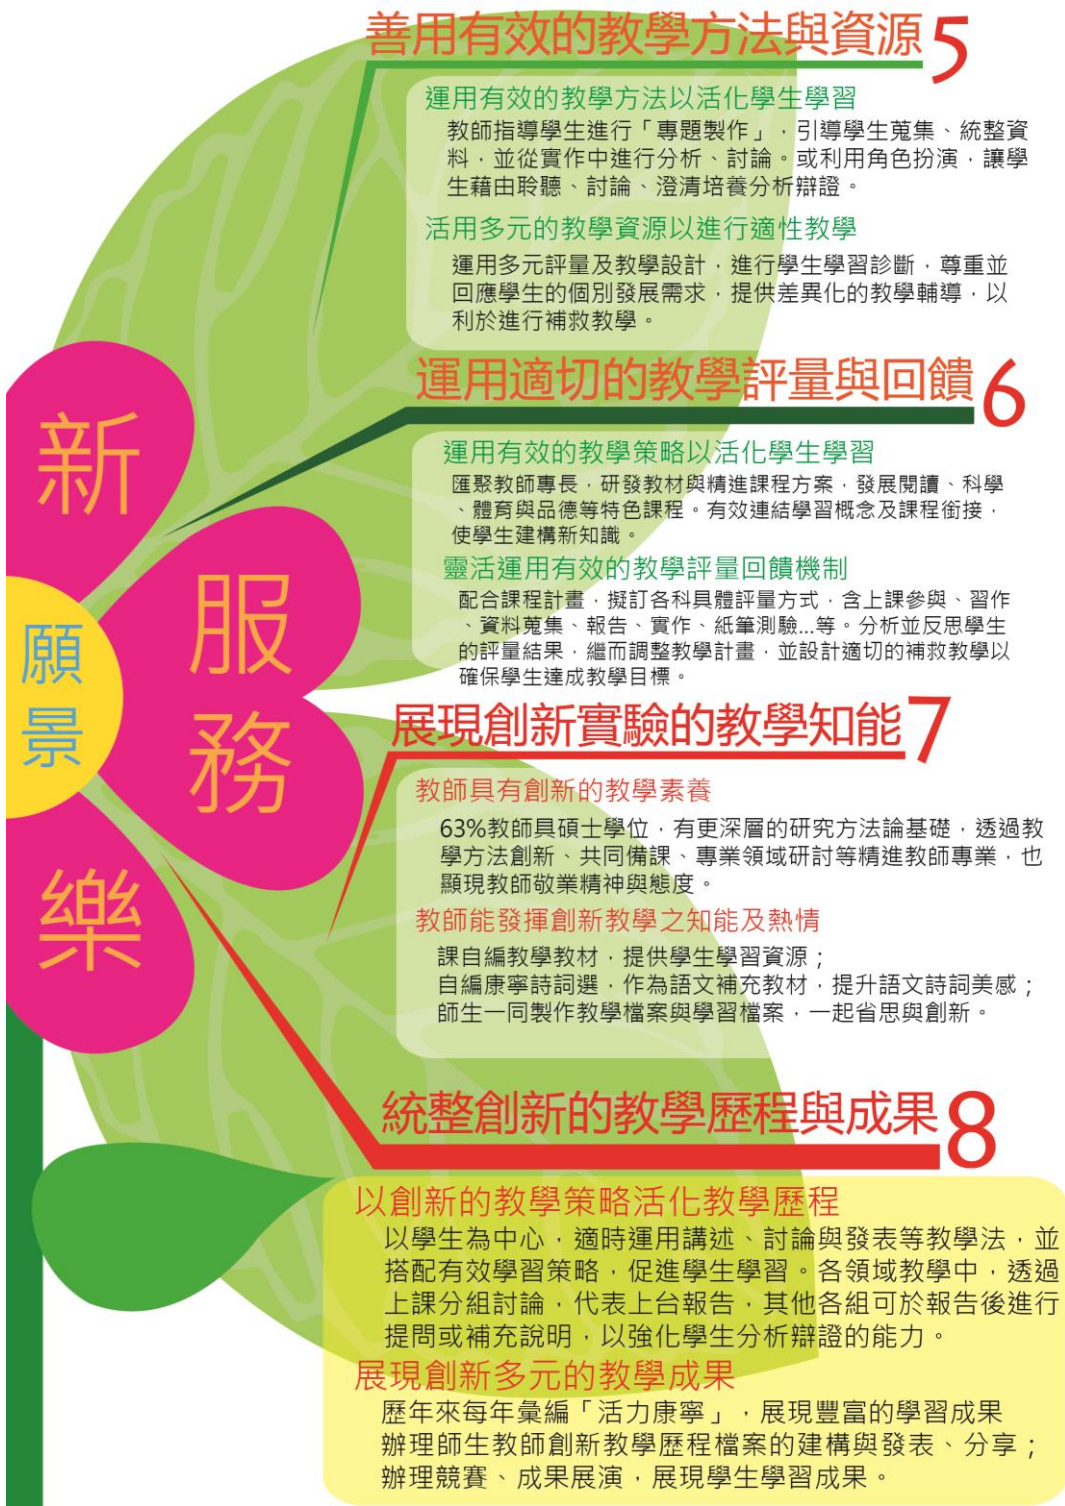 善用有效的教學方法與資源5
運用有效的教學方法以活化學生學習
教師指導學生進行「專題製作」，引導學生蒐集、統整資
料，並從實作中進行分析、討論。或利用角色扮演，讓學
生藉由聆聽、討論、澄清培養分析辯證。
活用多元的教學資源以進行適性教學
運用多元評量及教學設計，進行學生學習診斷，尊重並
回應學生的個別發展需求，提供差異化的教學輔導，以
利於進行補救教學。
運用適切的教學評量與回饋6
運用有效的教學策略以活化學生學習
匯聚教師專長，研發教材與精進課程方案，發展閱讀、科學
、體育與品德等特色課程。有效連結學習概念及課程銜接，
使學生建構新知識。
靈活運用有效的教學評量回饋機制
配合課程計畫，擬訂各科具體評量方式，含上課參與、習作
、資料蒐集、報告、實作、紙筆測驗...等。分析並反思學生
的評量結果，繼而調整教學計畫，並設計適切的補救教學以
確保學生達成教學目標。
新
服
務
樂
願
景
展現創新實驗的教學知能7
教師具有創新的教學素養
63%教師具碩士學位，有更深層的研究方法論基礎，透過教
學方法創新、共同備課、專業領域研討等精進教師專業，也
顯現教師敬業精神與態度。
教師能發揮創新教學之知能及熱情
課自編教學教材，提供學生學習資源；
自編康寧詩詞選，作為語文補充教材，提升語文詩詞美感；
師生一同製作教學檔案與學習檔案，一起省思與創新。
統整創新的教學歷程與成果8
以創新的教學策略活化教學歷程
以學生為中心，適時運用講述、討論與發表等教學法，並
搭配有效學習策略，促進學生學習。各領域教學中，透過
上課分組討論，代表上台報告，其他各組可於報告後進行
提問或補充說明，以強化學生分析辯證的能力。
展現創新多元的教學成果
歷年來每年彙編「活力康寧」，展現豐富的學習成果
辦理師生教師創新教學歷程檔案的建構與發表、分享；
辦理競賽、成果展演，展現學生學習成果。